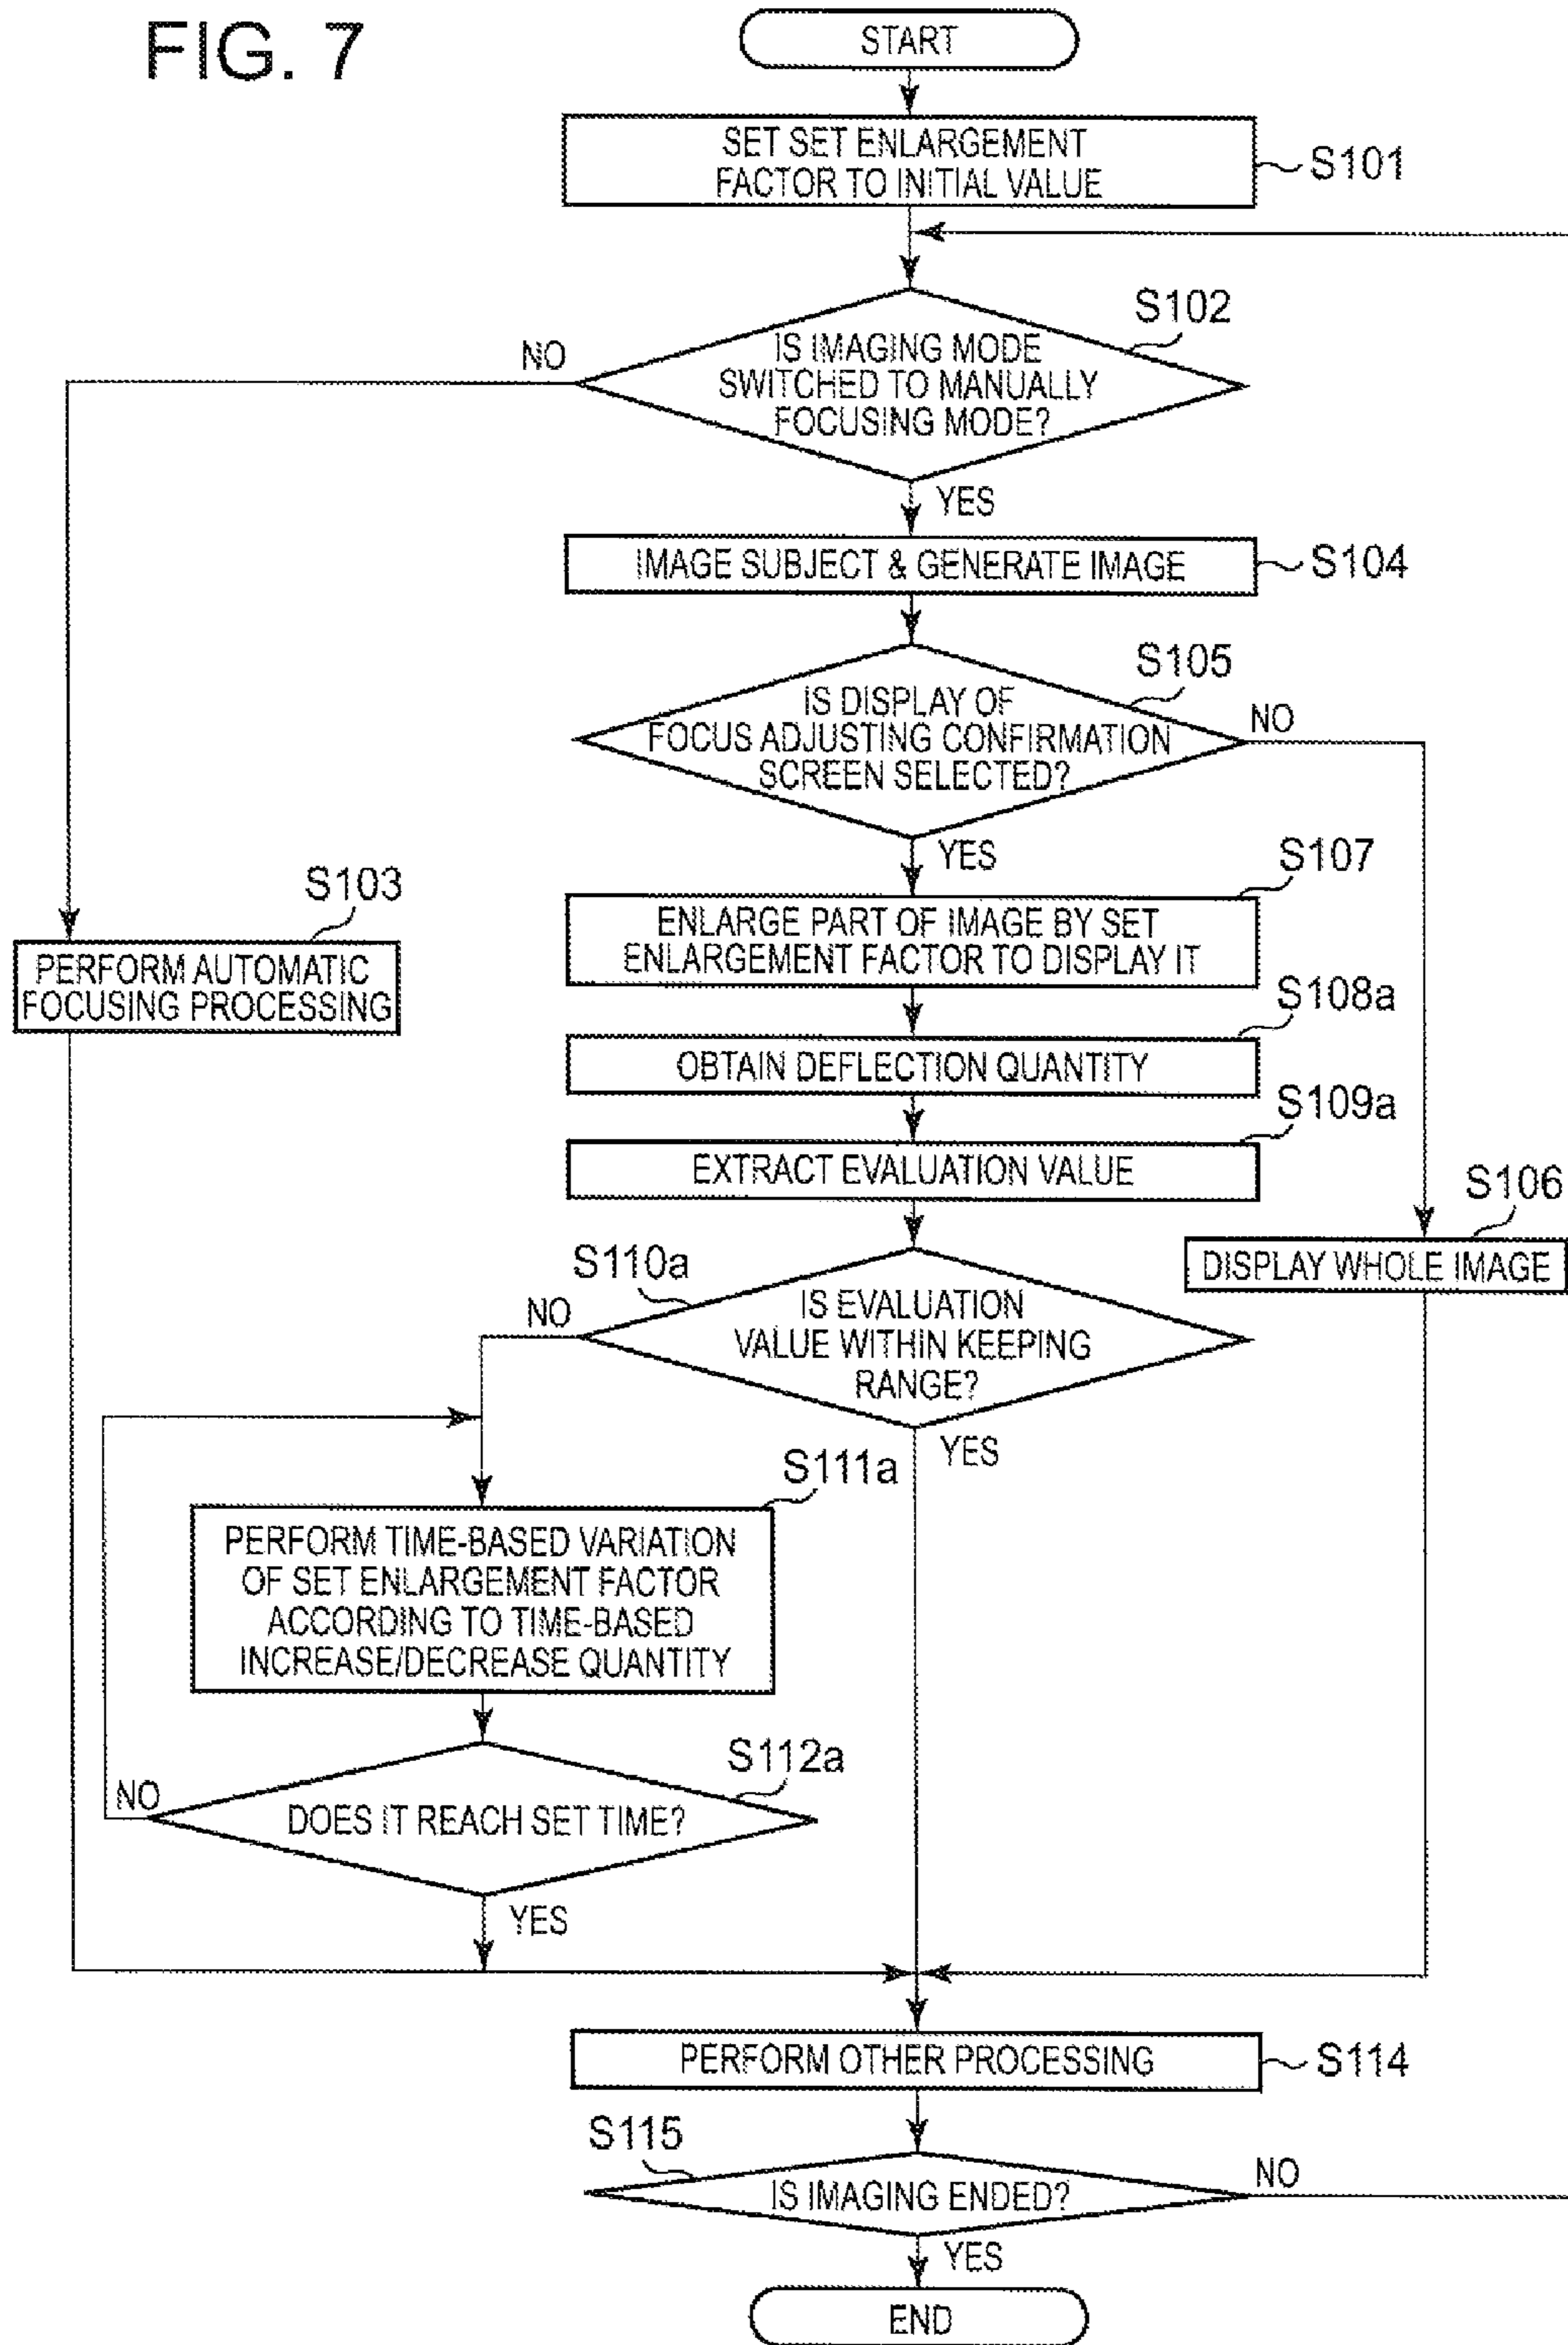 FIG. 7
START
SET SET ENLARGEMENT
FACTOR TO INITIAL VALUE
S101
S102
IS IMAGING MODE
SWITCHED TO MANUALLY
FOCUSING MODE?
NO
YES
IMAGE SUBJECT & GENERATE IMAGE
S104
S105
IS DISPLAY OF
FOCUS ADJUSTING CONFIRMATION
SCREEN SELECTED?
NO
YES
S103
PERFORM AUTOMATIC
FOCUSING PROCESSING
S107
ENLARGE PART OF IMAGE BY SET
ENLARGEMENT FACTOR TO DISPLAY IT
S108a
OBTAIN DEFLECTION QUANTITY
S109a
EXTRACT EVALUATION VALUE
S106
DISPLAY WHOLE IMAGE
S110a
IS EVALUATION
VALUE WITHIN KEEPING
RANGE?
NO
YES
S111a
PERFORM TIME-BASED VARIATION
OF SET ENLARGEMENT FACTOR
ACCORDING TO TIME-BASED
INCREASE/DECREASE QUANTITY
S112a
NO
DOES IT REACH SET TIME?
YES
PERFORM OTHER PROCESSING
S114
S115
IS IMAGING ENDED?
NO
YES
END